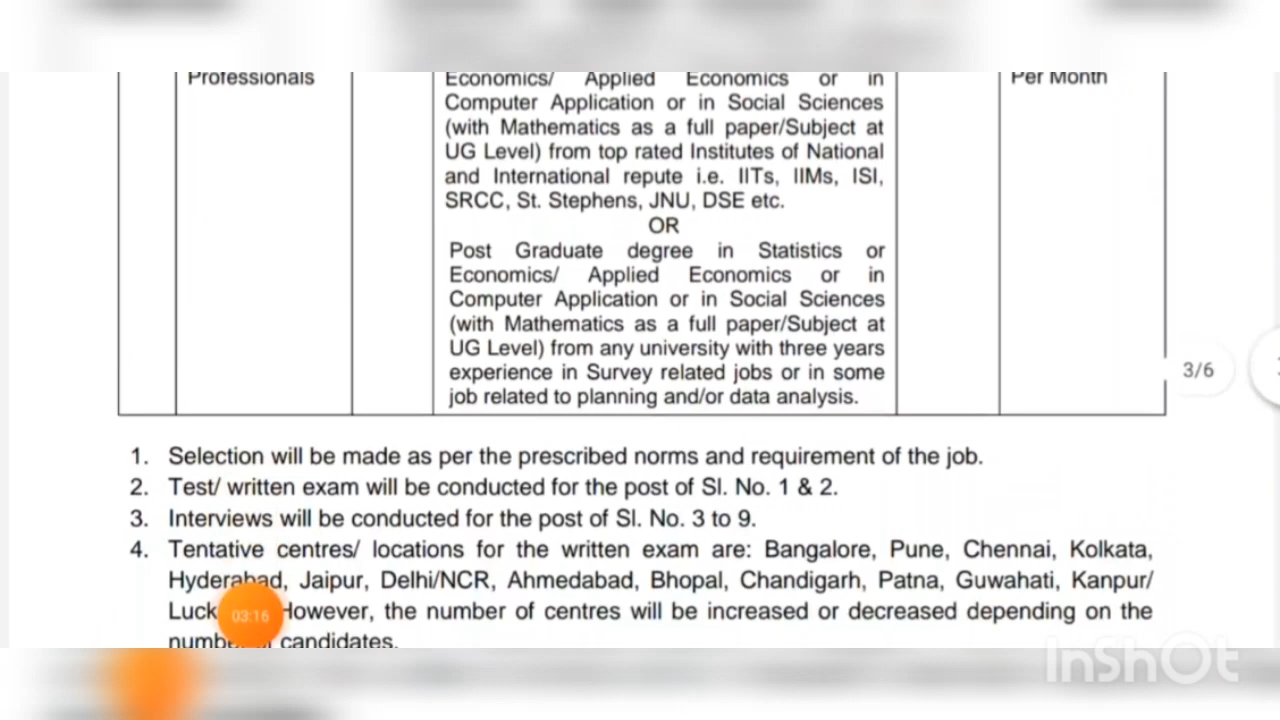 Professionals
Economics/ Applied Economics or in
Computer Application or in Social Sciences
(with Mathematics as a full paper/Subject at
UG Level) from top rated Institutes of National
and International repute i.e. IITs, IIMs, ISI,
SRCC, St. Stephens, JNU, DSE etc.
OR
Post Graduate degree in Statistics or
Economics/ Applied Economics or in
Computer Application or in Social Sciences
(with Mathematics as a full paper/Subject at
UG Level) from any university with three years
experience in Survey related jobs or in some
job related to planning and/or data analysis.
Per Month
3/6
1. Selection will be made as per the prescribed norms and requirement of the job.
2. Test/ written exam will be conducted for the post of Sl. No. 1 & 2.
3. Interviews will be conducted for the post of Sl. No. 3 to 9.
4. Tentative centres/ locations for the written exam are: Bangalore, Pune, Chennai, Kolkata,
Hyderabad, Jaipur, Delhi/NCR, Ahmedabad, Bhopal, Chandigarh, Patna, Guwahati, Kanpur/
Luck However, the number of centres will be increased or decreased depending on the
number of candidates.
03:16
InShOt